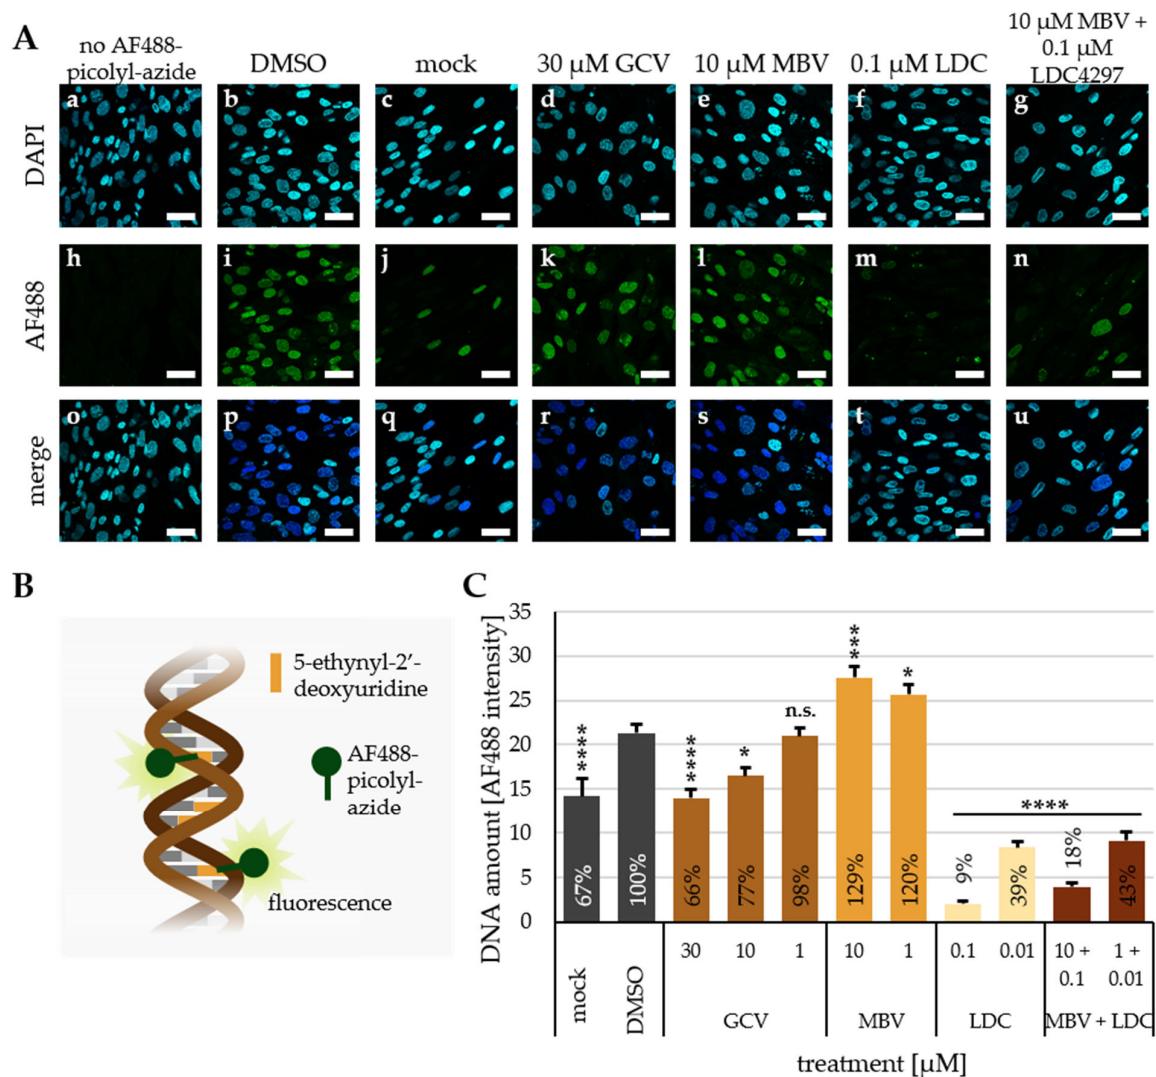 A
no AF488-
picolyl-azide
DMSO
mock
30 µM GCV
10 µM MBV
0.1 µM LDC
10 µM MBV +
0.1 µM
LDC4297
DAPI
a
b
c
d
e
f
g
AF488
h
i
j
k
l
m
n
merge
o
p
q
r
s
t
u
B
5-ethynyl-2’-
deoxyuridine
AF488-
picolyl-
azide
fluorescence
C
DNA amount [AF488 intensity]
35
30
25
20
15
10
5
0
****
****
*
n.s.
***
*
****
67%
100%
66%
77%
98%
129%
120%
9%
39%
18%
43%
30
10
1
10
1
0.1
0.01
10 +
0.1
1 +
0.01
mock
DMSO
GCV
MBV
LDC
MBV + LDC
treatment [µM]